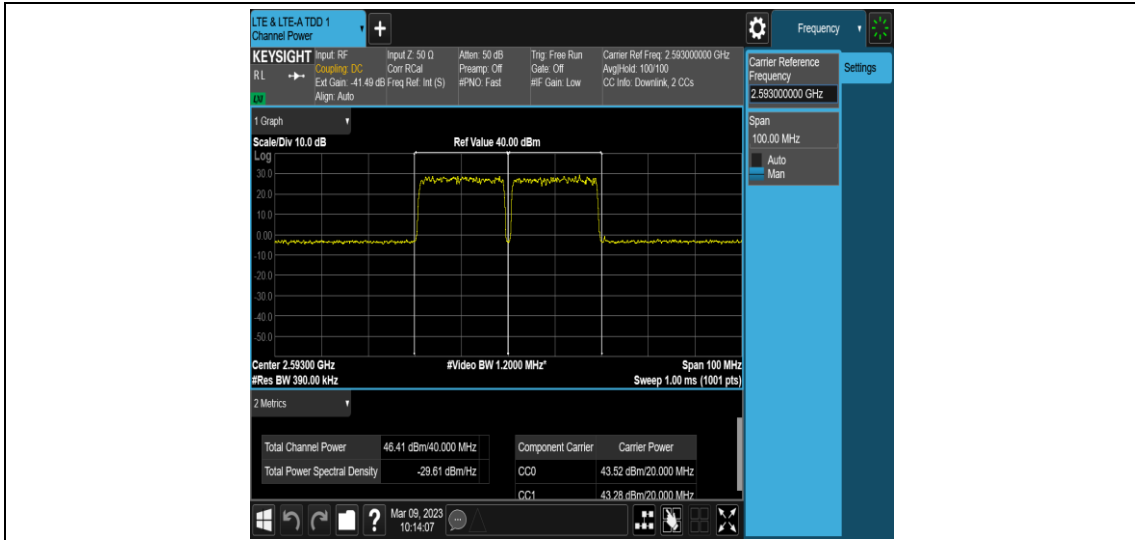 LTE & LTE-A TDD 1
Channel Power
+
Frequency
KEYSIGHT
RL
LXI
Input: RF
Coupling: DC
Ext Gain: -41.49 dB
Align: Auto
Input Z: 50 Ω
Corr RCal
Freq Ref: Int (S)
Atten: 50 dB
Preamp: Off
#PNO: Fast
Trig: Free Run
Gate: Off
#IF Gain: Low
Carrier Ref Freq: 2.593000000 GHz
Avg|Hold: 100/100
CC Info: Downlink, 2 CCs
Carrier Reference
Frequency
2.593000000 GHz
Settings
Span
100.00 MHz
Auto
Man
1 Graph
Scale/Div 10.0 dB
Ref Value 40.00 dBm
Log
30.0
20.0
10.0
0.00
-10.0
-20.0
-30.0
-40.0
-50.0
Center 2.59300 GHz
#Video BW 1.2000 MHz*
Span 100 MHz
#Res BW 390.00 kHz
Sweep 1.00 ms (1001 pts)
2 Metrics
Total Channel Power 46.41 dBm/40.000 MHz
Total Power Spectral Density -29.61 dBm/Hz
Component Carrier Carrier Power
CC0 43.52 dBm/20.000 MHz
CC1 43.28 dBm/20.000 MHz
?
Mar 09, 2023
10:14:07